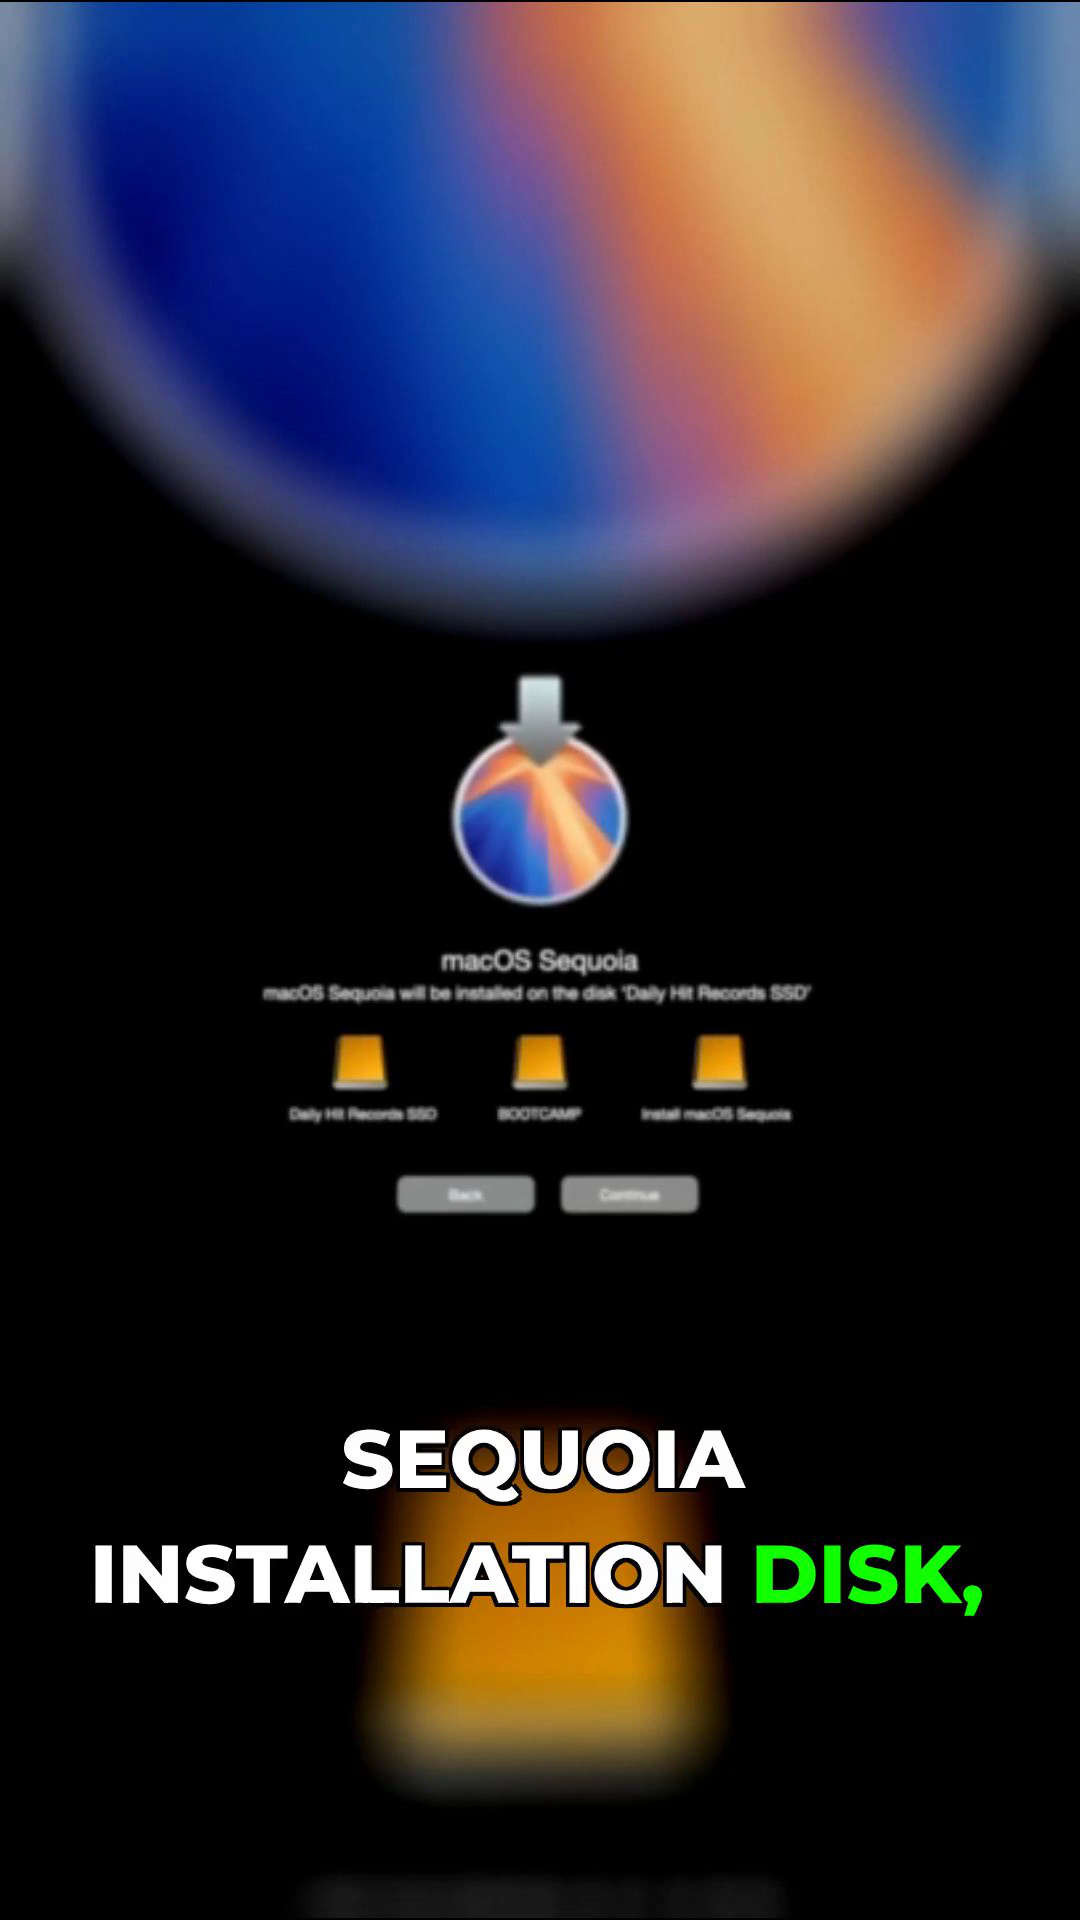 macOS Sequoia
macOS Sequoia will be installed on the disk "Daily Hit Records SSD"
Daily Hit Records SSD
BOOTCAMP
Install macOS Sequoia
Back
Continue
SEQUOIA
INSTALLATION DISK,